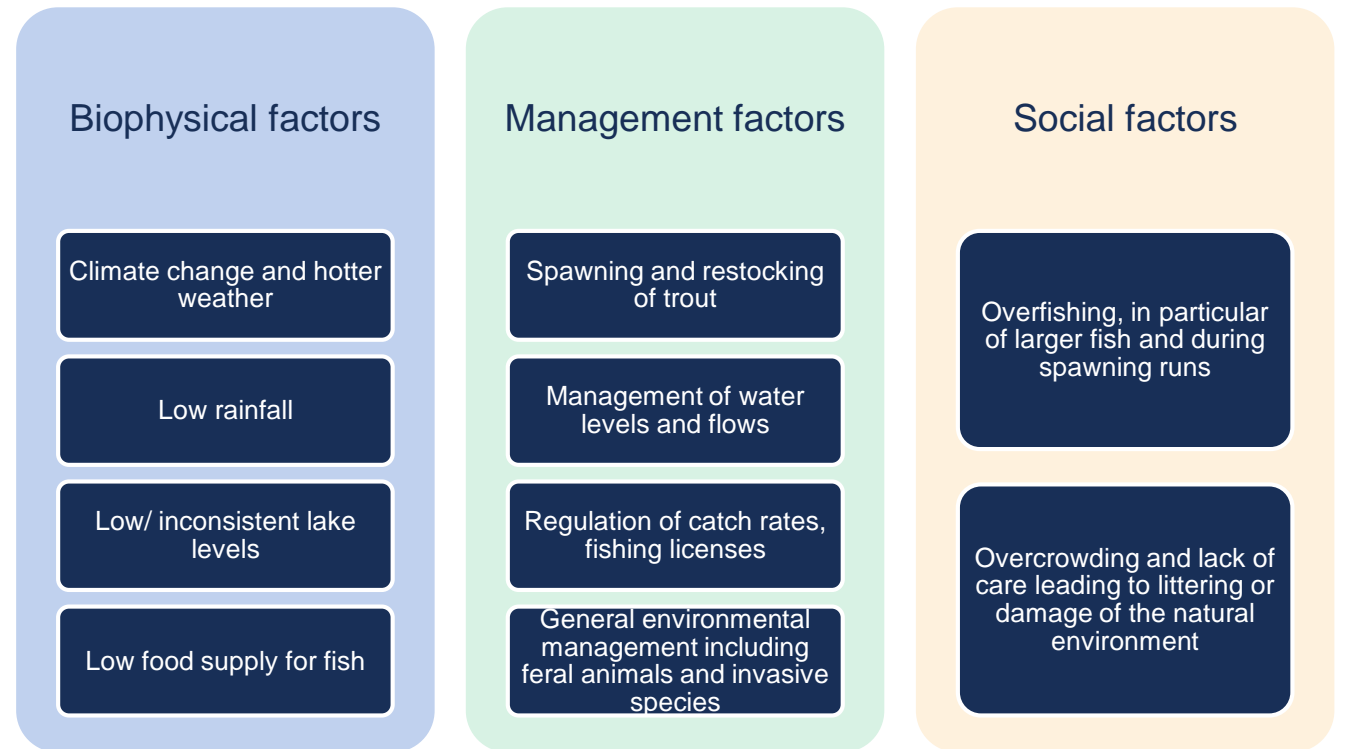 Biophysical factors
Climate change and hotter
weather
Low rainfall
Low/ inconsistent lake
levels
Low food supply for fish
Management factors
Spawning and restocking
of trout
Management of water
levels and flows
Regulation of catch rates,
fishing licenses
General environmental
management including
feral animals and invasive
species
Social factors
Overfishing, in particular
of larger fish and during
spawning runs
Overcrowding and lack of
care leading to littering or
damage of the natural
environment